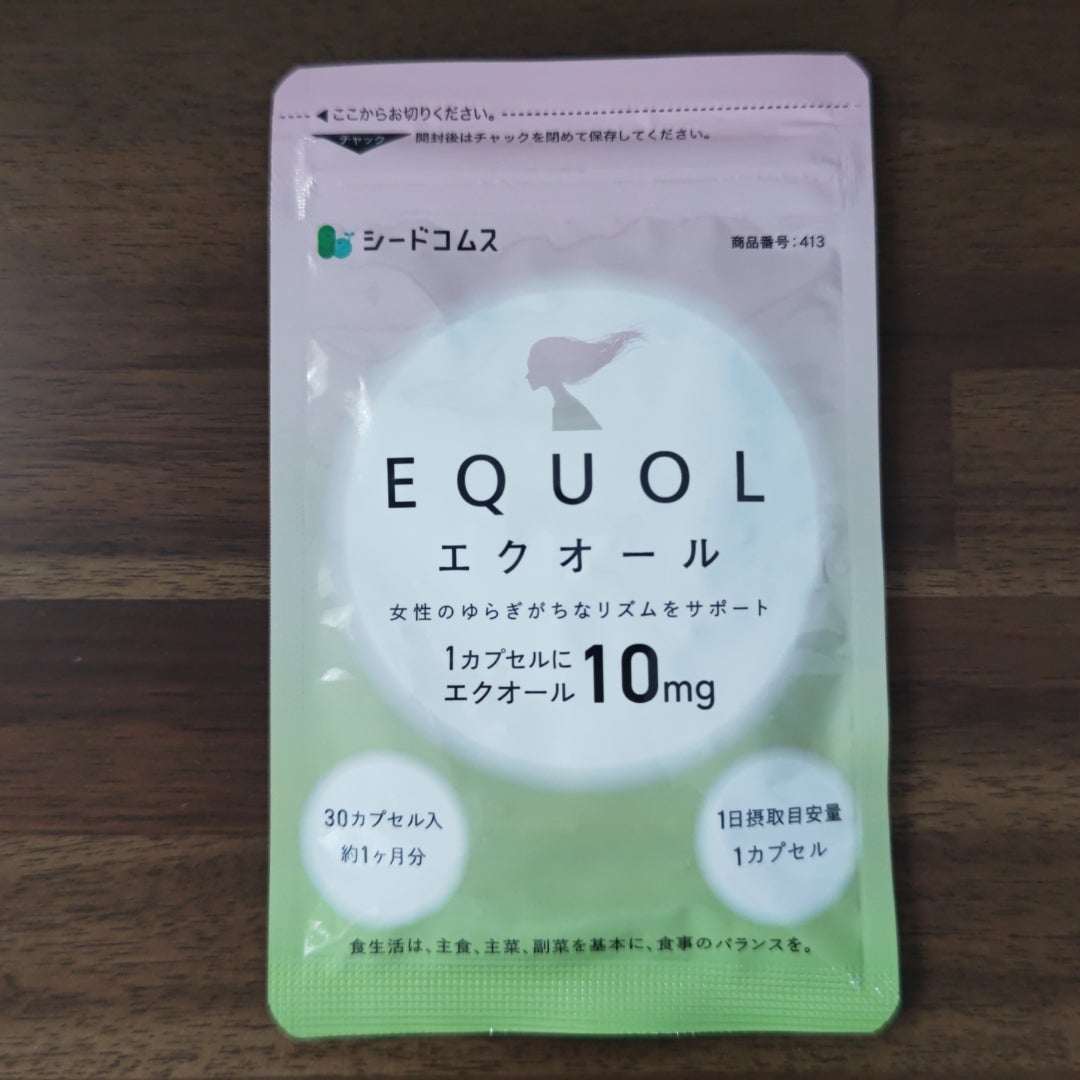 ◀ここからお切りください。
チャック
開封後はチャックを閉めて保存してください。
シードコムス
商品番号：413
EQUOL
エクオール
女性のゆらぎがちなリズムをサポート
1カプセルに
エクオール10mg
30カプセル入
約1ヶ月分
1日摂取目安量
1カプセル
食生活は、主食、主菜、副菜を基本に、食事のバランスを。